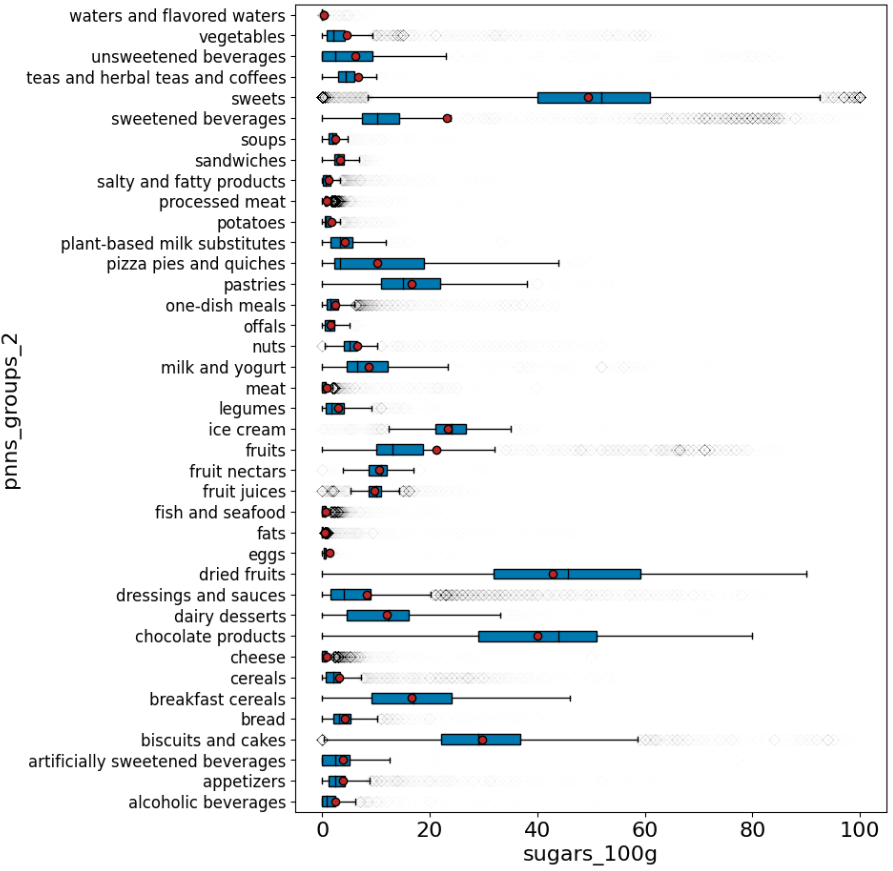 waters and flavored waters
vegetables
unsweetened beverages
teas and herbal teas and coffees
sweets
sweetened beverages
soups
sandwiches
salty and fatty products
processed meat
potatoes
plant-based milk substitutes
pizza pies and quiches
pastries
one-dish meals
offals
nuts
milk and yogurt
meat
legumes
ice cream
fruits
fruit nectars
fruit juices
fish and seafood
fats
eggs
dried fruits
dressings and sauces
dairy desserts
chocolate products
cheese
cereals
breakfast cereals
bread
biscuits and cakes
artificially sweetened beverages
appetizers
alcoholic beverages
pnns_groups_2
0 20 40 60 80 100
sugars_100g